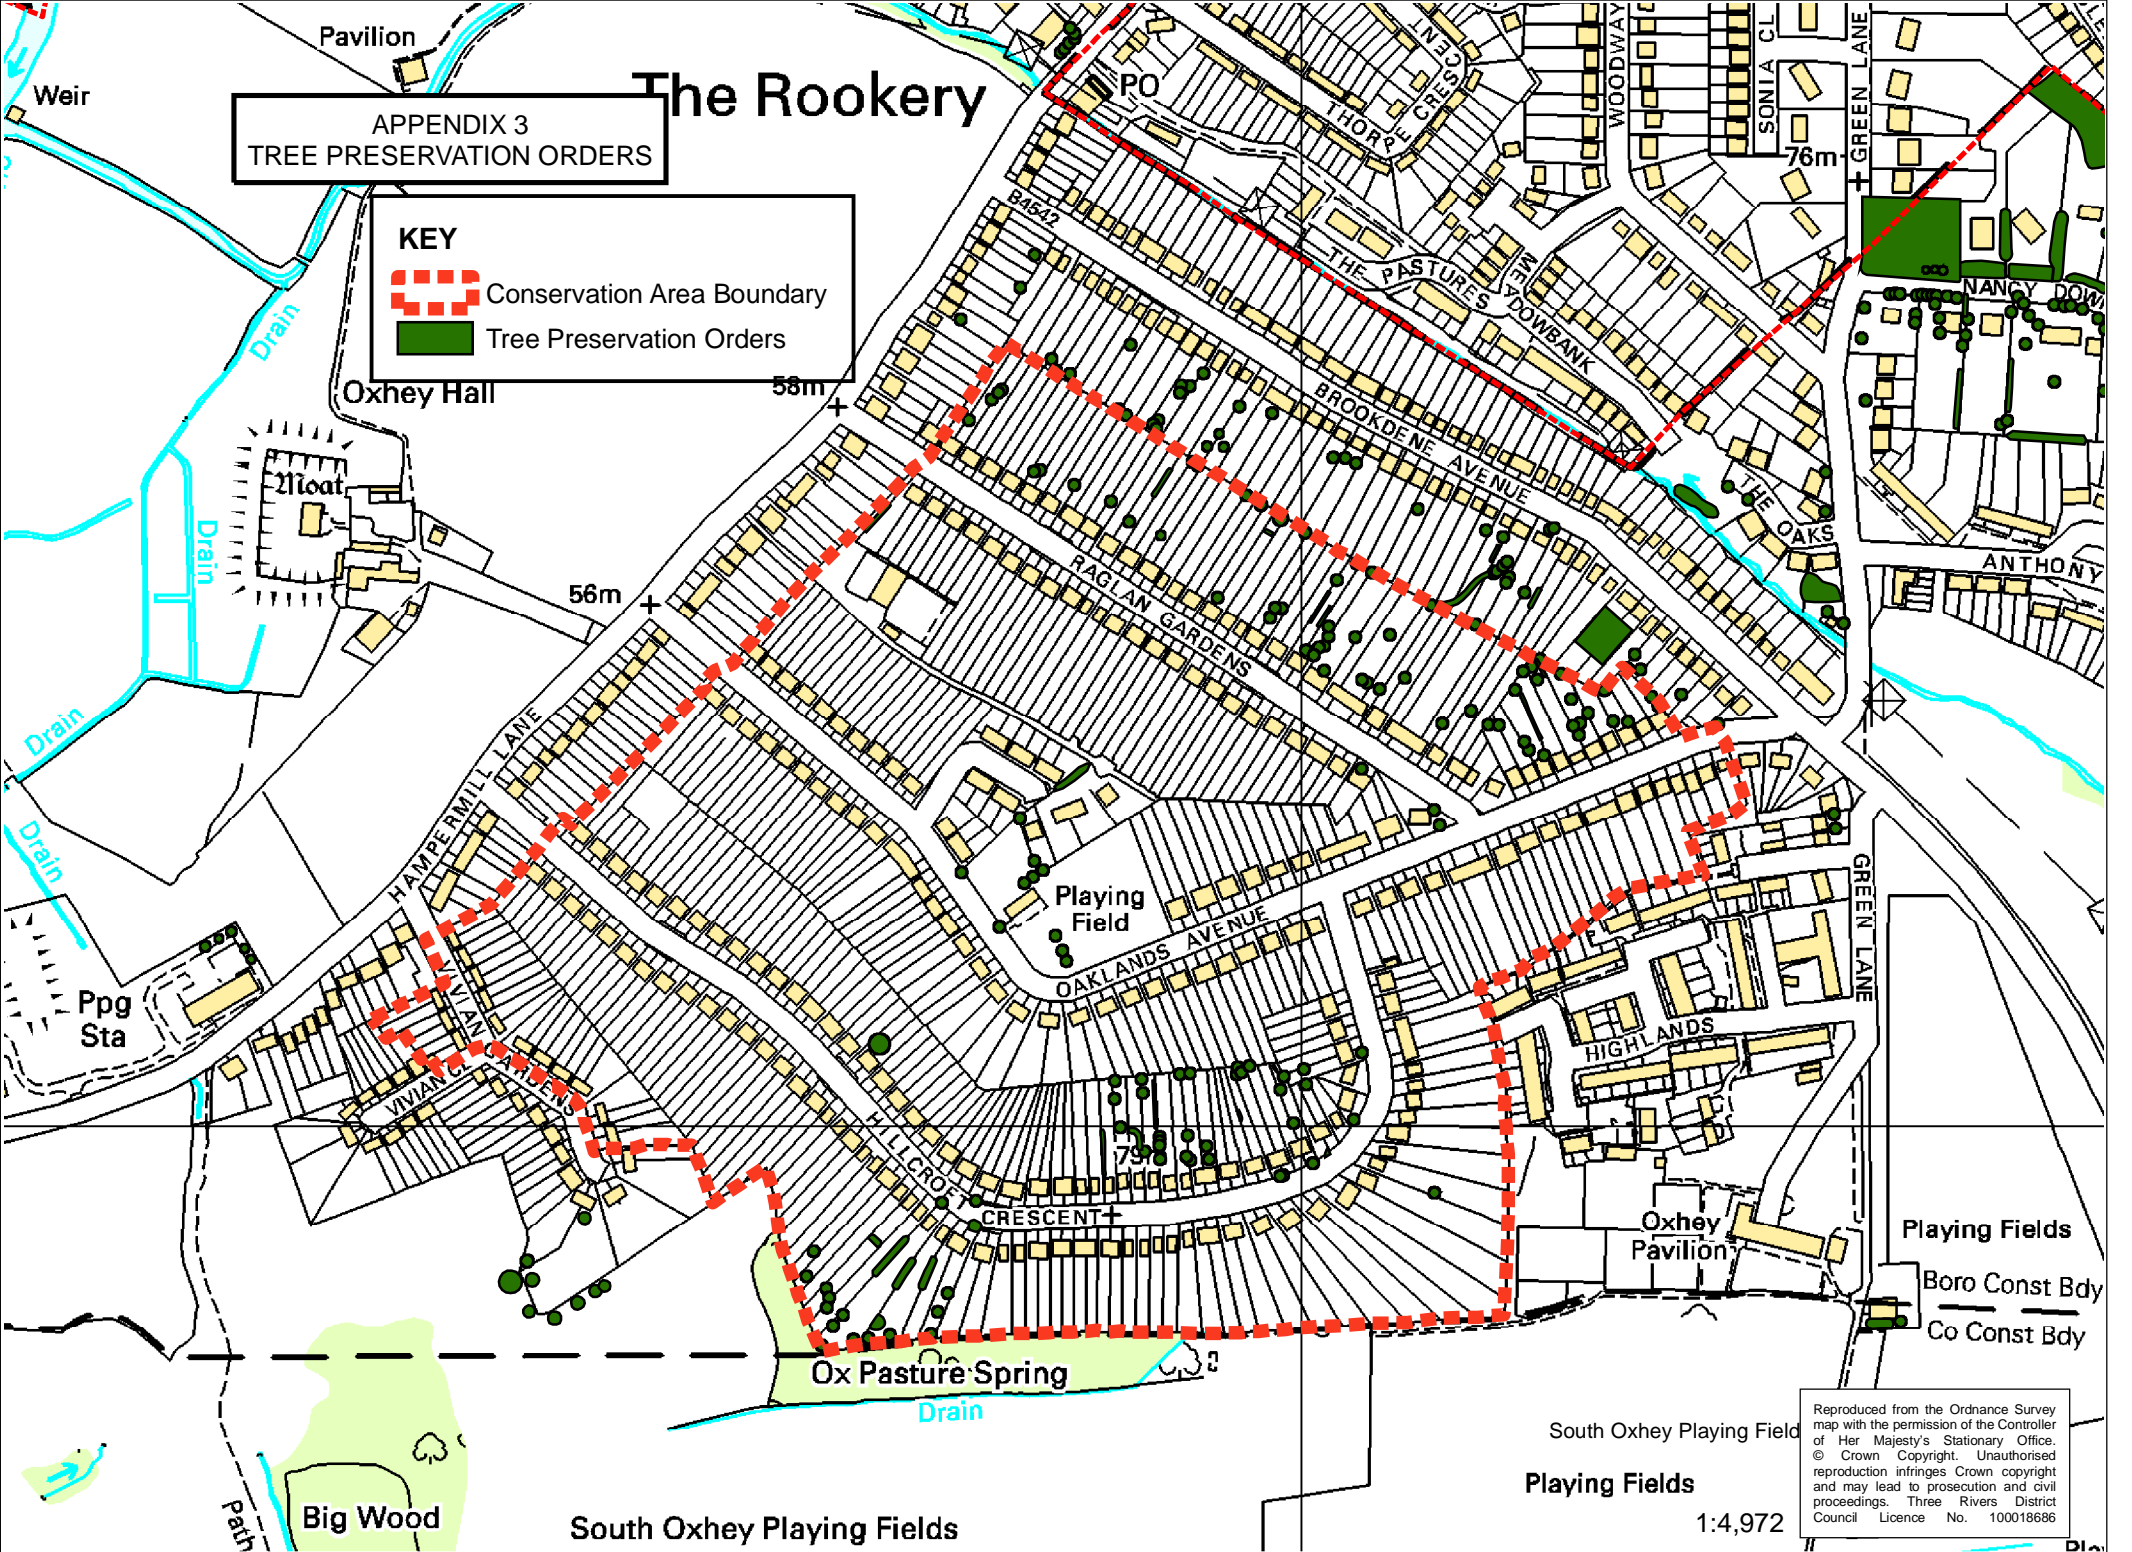 Pavilion
Weir
APPENDIX 3
TREE PRESERVATION ORDERS
The Rookery
PO
THORPE CRESCEN
WOODWAY
SONIA CL
GREEN LANE
76m
KEY
Conservation Area Boundary
Tree Preservation Orders
B4542
THE PASTURES
MEADOWBANK
NANCY DOW
Drain
Oxhey Hall
58m
BROOKDENE AVENUE
Moat
Drain
THE OAKS
ANTHONY
56m
RAGLAN GARDENS
Drain
HAMPERMILL LANE
Drain
Playing
Field
OAKLANDS AVENUE
GREEN LANE
Ppg
Sta
VIVIAN
VIVIAN GARDENS
HIGHLANDS
HILLCROFT
CRESCENT
79
Oxhey
Pavilion
Playing Fields
Boro Const Bdy
Co Const Bdy
Ox Pasture Spring
Drain
South Oxhey Playing Field
Playing Fields
1:4,972
Path
Big Wood
South Oxhey Playing Fields
Reproduced from the Ordnance Survey
map with the permission of the Controller
of Her Majesty's Stationary Office.
© Crown Copyright. Unauthorised
reproduction infringes Crown copyright
and may lead to prosecution and civil
proceedings. Three Rivers District
Council Licence No. 100018686
Pla